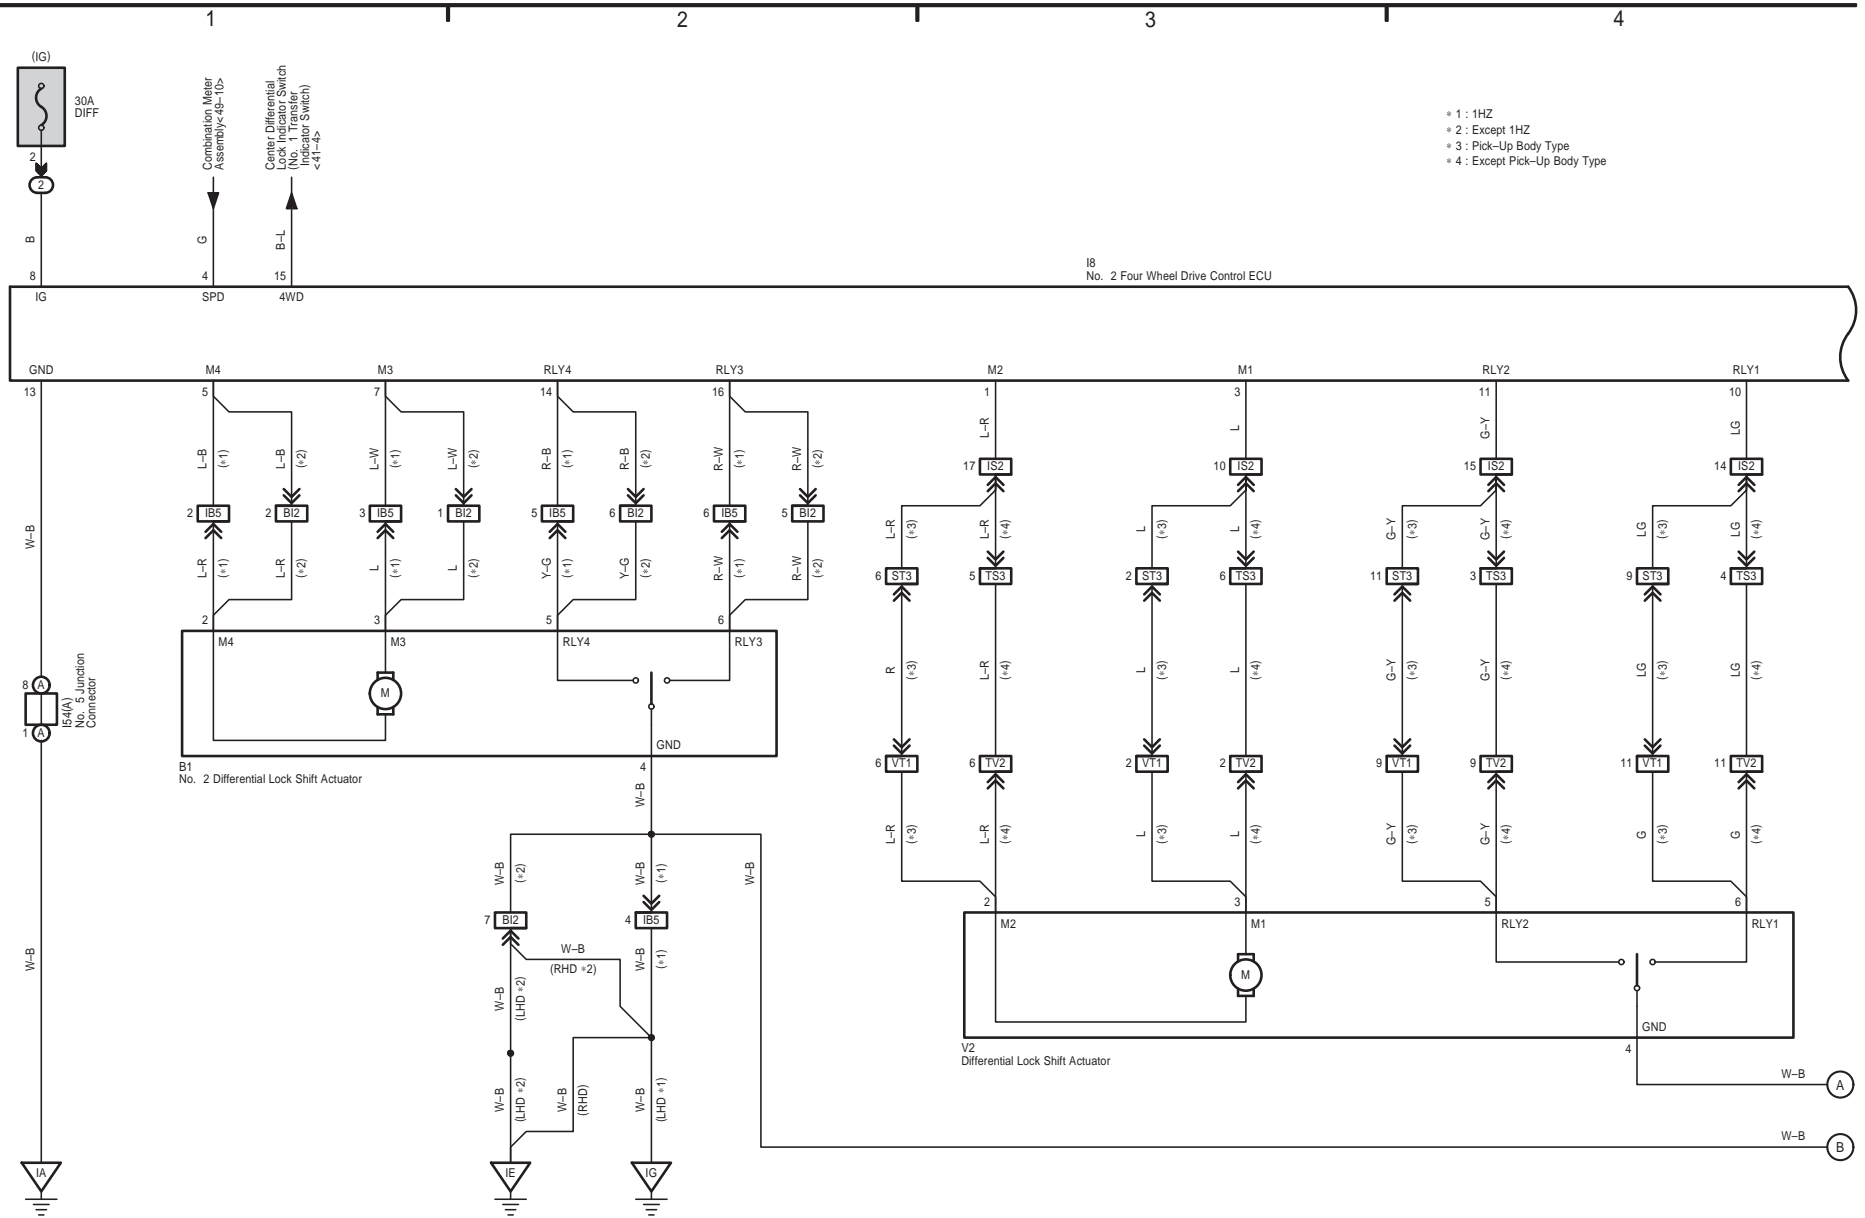 1
2
3
4
(IG)
30A
DIFF
2
2
Combination Meter
Assembly<49–10>
Center Differential
Lock Indicator Switch
(No. 1 Transfer
Indicator Switch)
<41–4>
* 1 : 1HZ
* 2 : Except 1HZ
* 3 : Pick–Up Body Type
* 4 : Except Pick–Up Body Type
B
G
B–L
I8
No. 2 Four Wheel Drive Control ECU
8
4
15
IG
SPD
4WD
GND
M4
M3
RLY4
RLY3
M2
M1
RLY2
RLY1
13
5
7
14
16
1
3
11
10
L–R
L
G–Y
LG
L–B
(*1)
L–B
(*2)
L–W
(*1)
L–W
(*2)
R–B
(*1)
R–B
(*2)
R–W
(*1)
R–W
(*2)
17 IS2
10 IS2
15 IS2
14 IS2
2 IB5
2 BI2
3 IB5
1 BI2
5 IB5
6 BI2
6 IB5
5 BI2
W–B
L–R
(*3)
L–R
(*4)
L
(*3)
L
(*4)
G–Y
(*3)
G–Y
(*4)
LG
(*3)
LG
(*4)
L–R
(*1)
L–R
(*2)
L
(*1)
L
(*2)
Y–G
(*1)
Y–G
(*2)
R–W
(*1)
R–W
(*2)
6 ST3
5 TS3
2 ST3
6 TS3
11 ST3
3 TS3
9 ST3
4 TS3
2
3
5
6
M4
M3
RLY4
RLY3
M
GND
4
B1
No. 2 Differential Lock Shift Actuator
8 A
1 A
I54(A)
No. 5 Junction
Connector
R
(*3)
L–R
(*4)
L
(*3)
L
(*4)
G–Y
(*3)
G–Y
(*4)
LG
(*3)
LG
(*4)
6 VT1
6 TV2
2 VT1
2 TV2
9 VT1
9 TV2
11 VT1
11 TV2
W–B
L–R
(*3)
L–R
(*4)
L
(*3)
L
(*4)
G–Y
(*3)
G–Y
(*4)
G
(*3)
G
(*4)
W–B
(*2)
W–B
(*1)
W–B
7 BI2
4 IB5
2
3
5
6
M2
M1
RLY2
RLY1
M
GND
4
V2
Differential Lock Shift Actuator
W–B
W–B
(RHD *2)
W–B
(*1)
W–B
(LHD *2)
W–B
(LHD *2)
W–B
(RHD)
W–B
(LHD *1)
W–B
A
W–B
B
IA
IE
IG